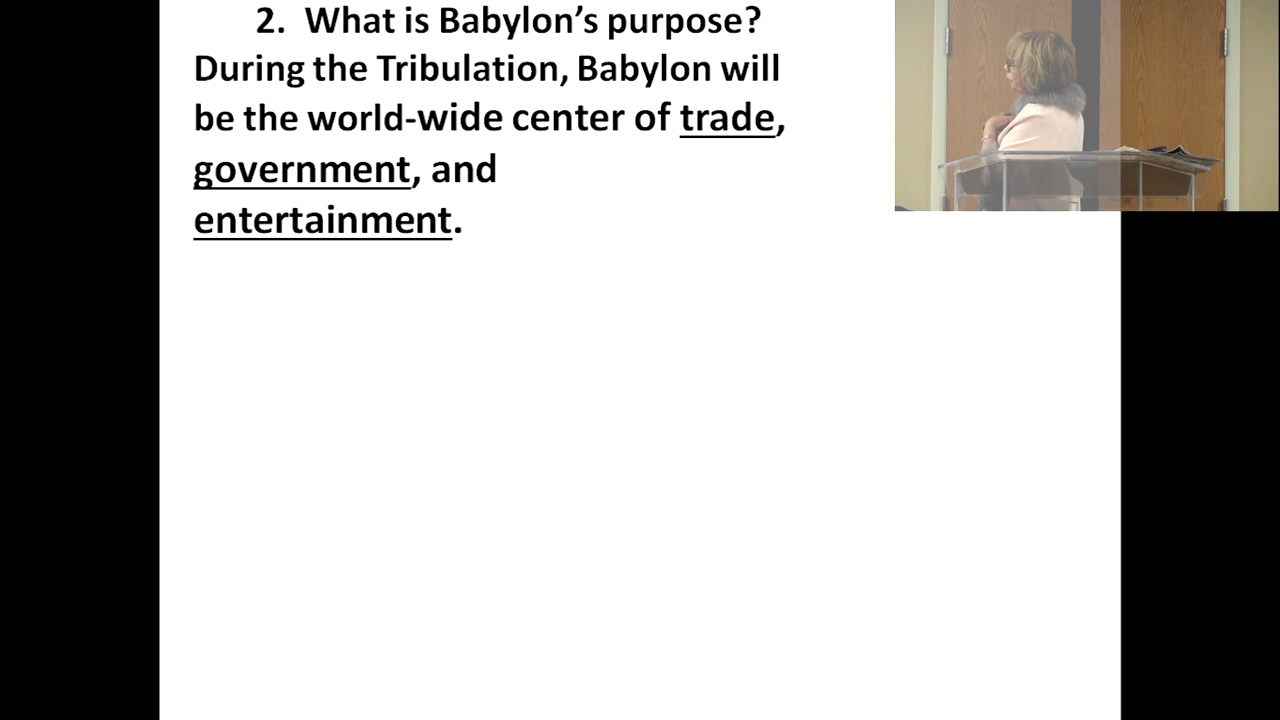 2. What is Babylon’s purpose?
During the Tribulation, Babylon will
be the world-wide center of trade,
government, and
entertainment.